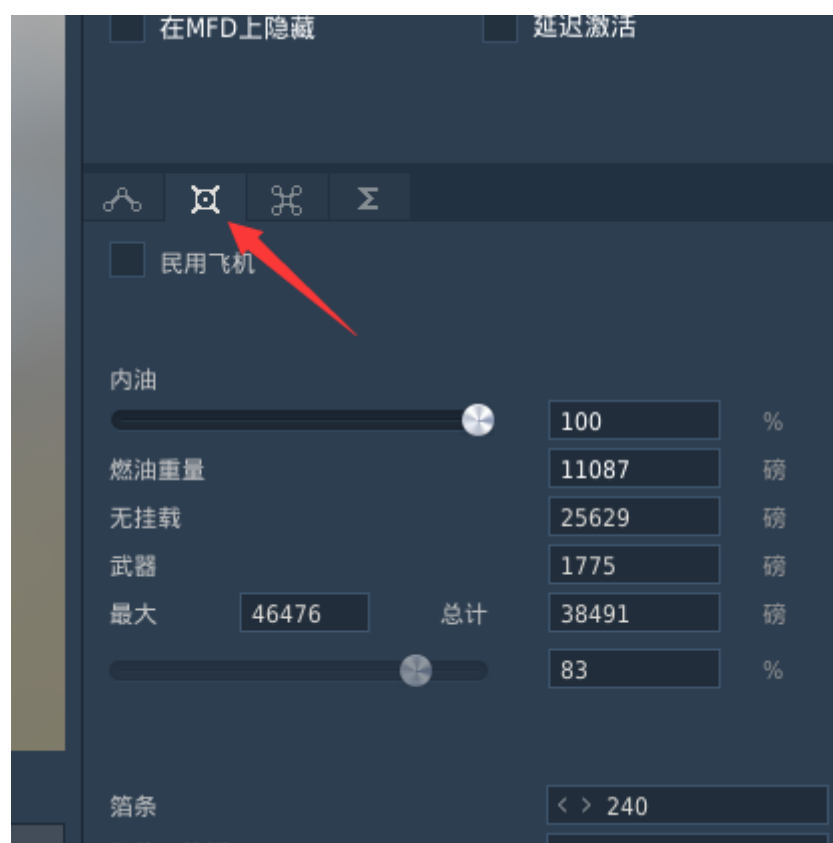 在MFD上隐藏 延迟激活
Σ
民用飞机
内油
100 %
燃油重量 11087 磅
无挂载 25629 磅
武器 1775 磅
最大 46476 总计 38491 磅
83 %
箔条 < > 240